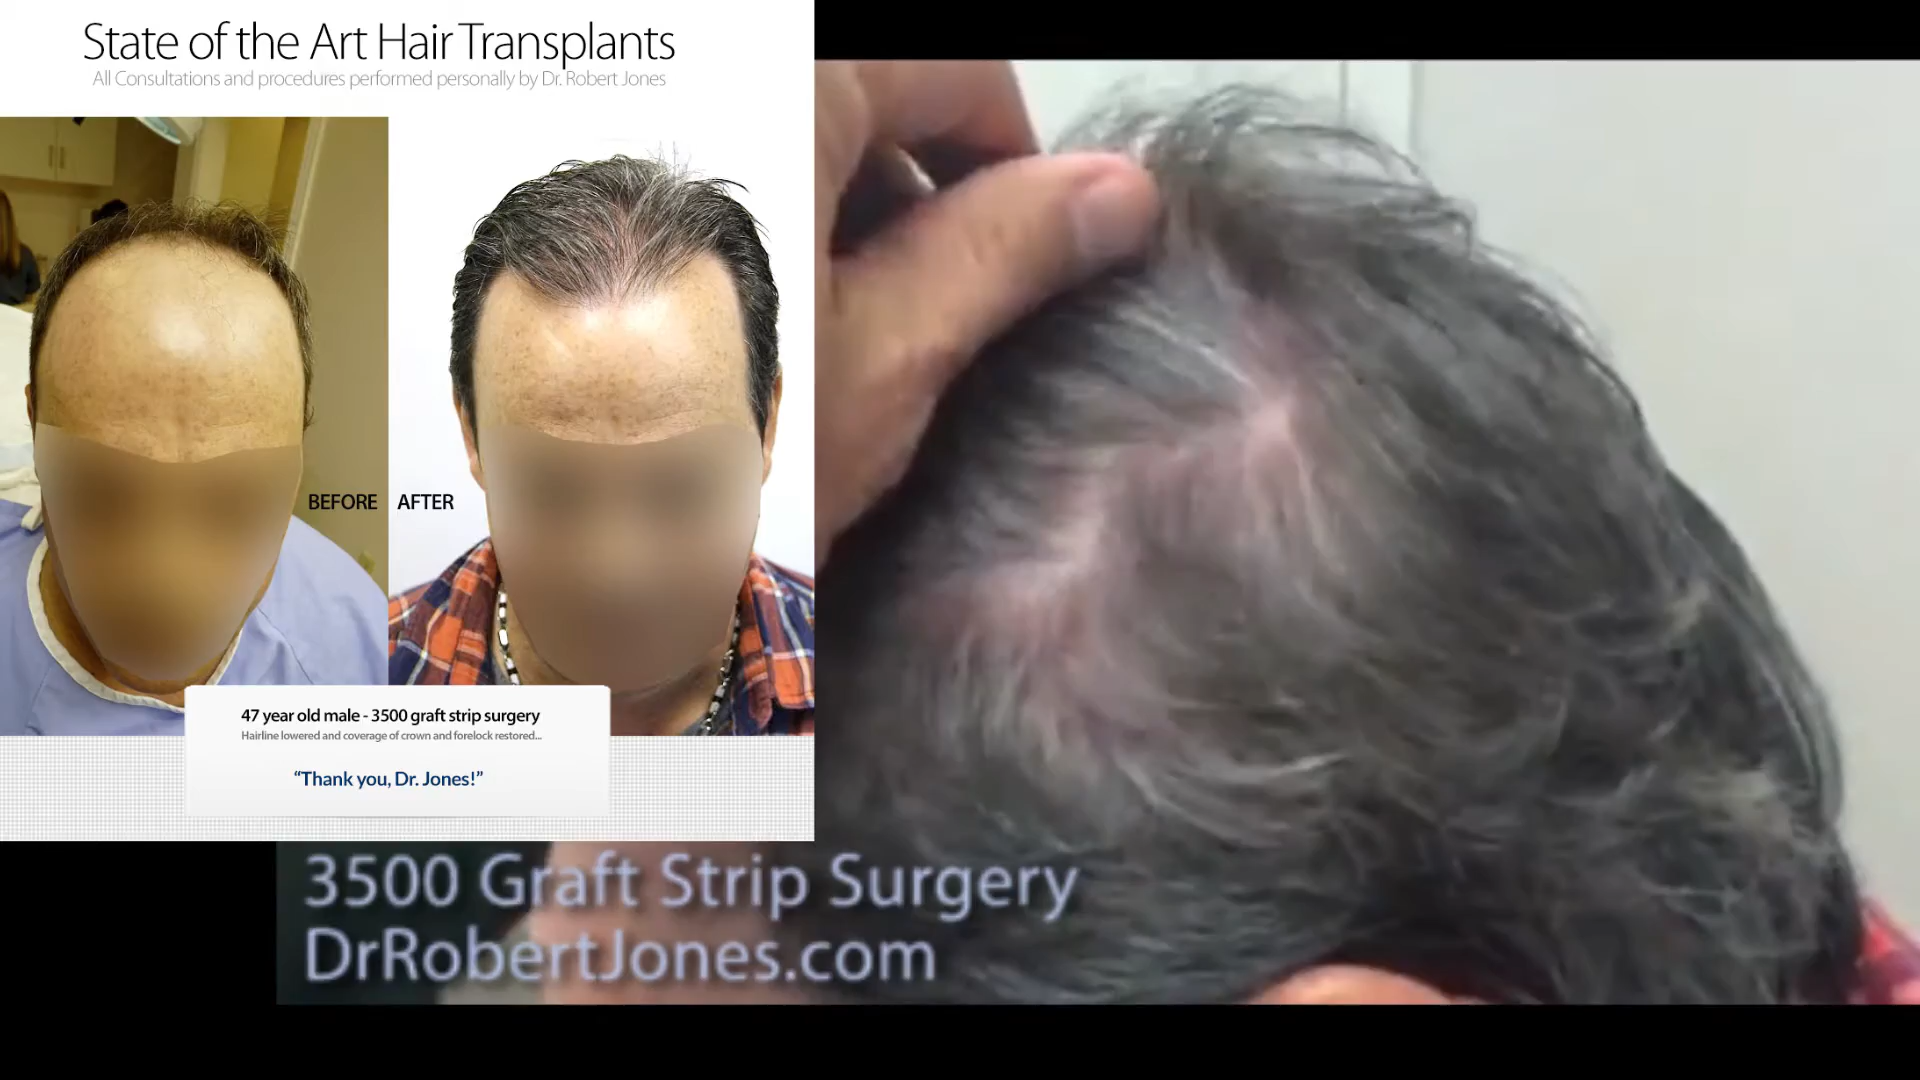 State of the Art Hair Transplants
All Consultations and procedures performed personally by Dr. Robert Jones
BEFORE
AFTER
47 year old male - 3500 graft strip surgery
Hairline lowered and coverage of crown and forelock restored...
“Thank you, Dr. Jones!”
3500 Graft Strip Surgery
DrRobertJones.com